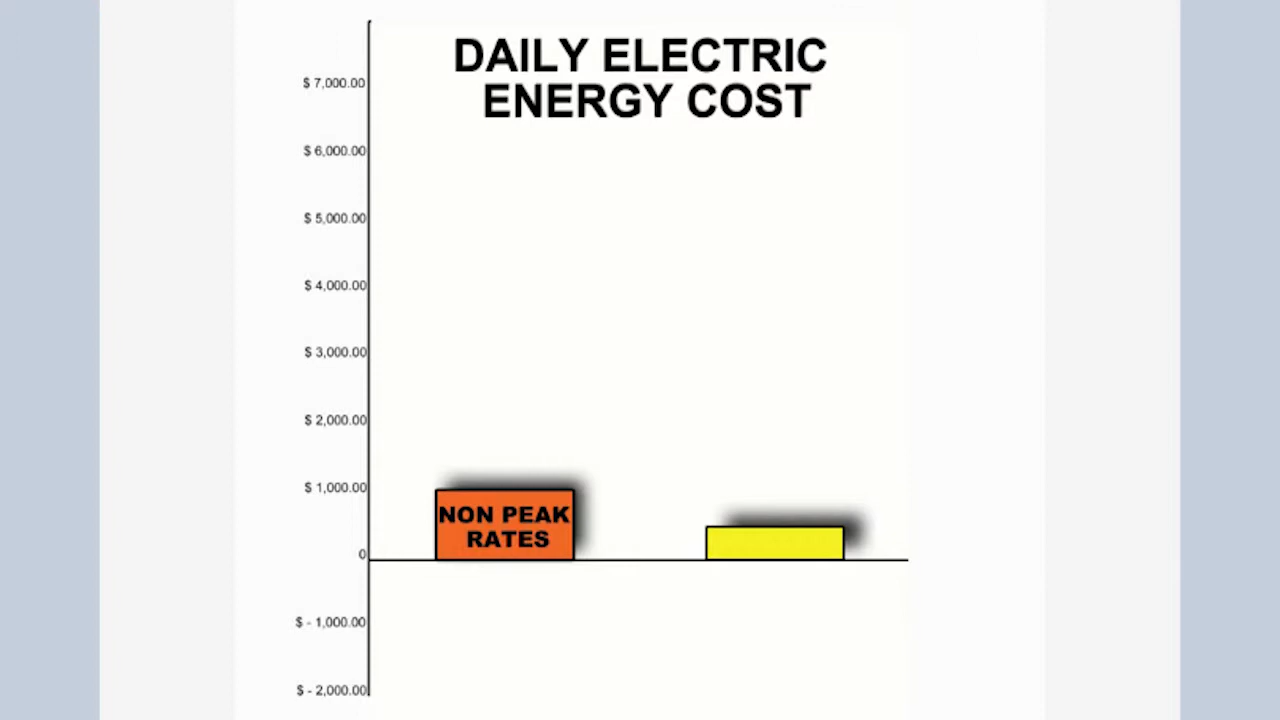 DAILY ELECTRIC
ENERGY COST
$ 7,000.00
$ 6,000.00
$ 5,000.00
$ 4,000.00
$ 3,000.00
$ 2,000.00
$ 1,000.00
NON PEAK
RATES
0
$ - 1,000.00
$ - 2,000.00